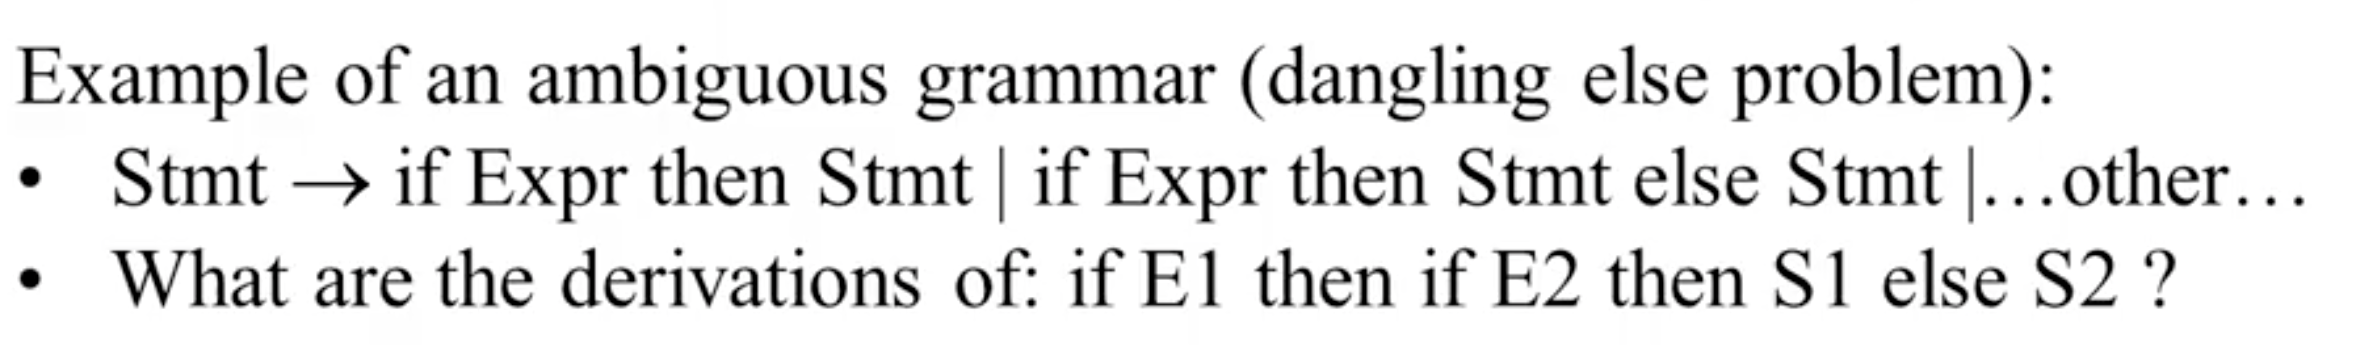 Example of an ambiguous grammar (dangling else problem):
• Stmt → if Expr then Stmt | if Expr then Stmt else Stmt |…other…
• What are the derivations of: if E1 then if E2 then S1 else S2 ?